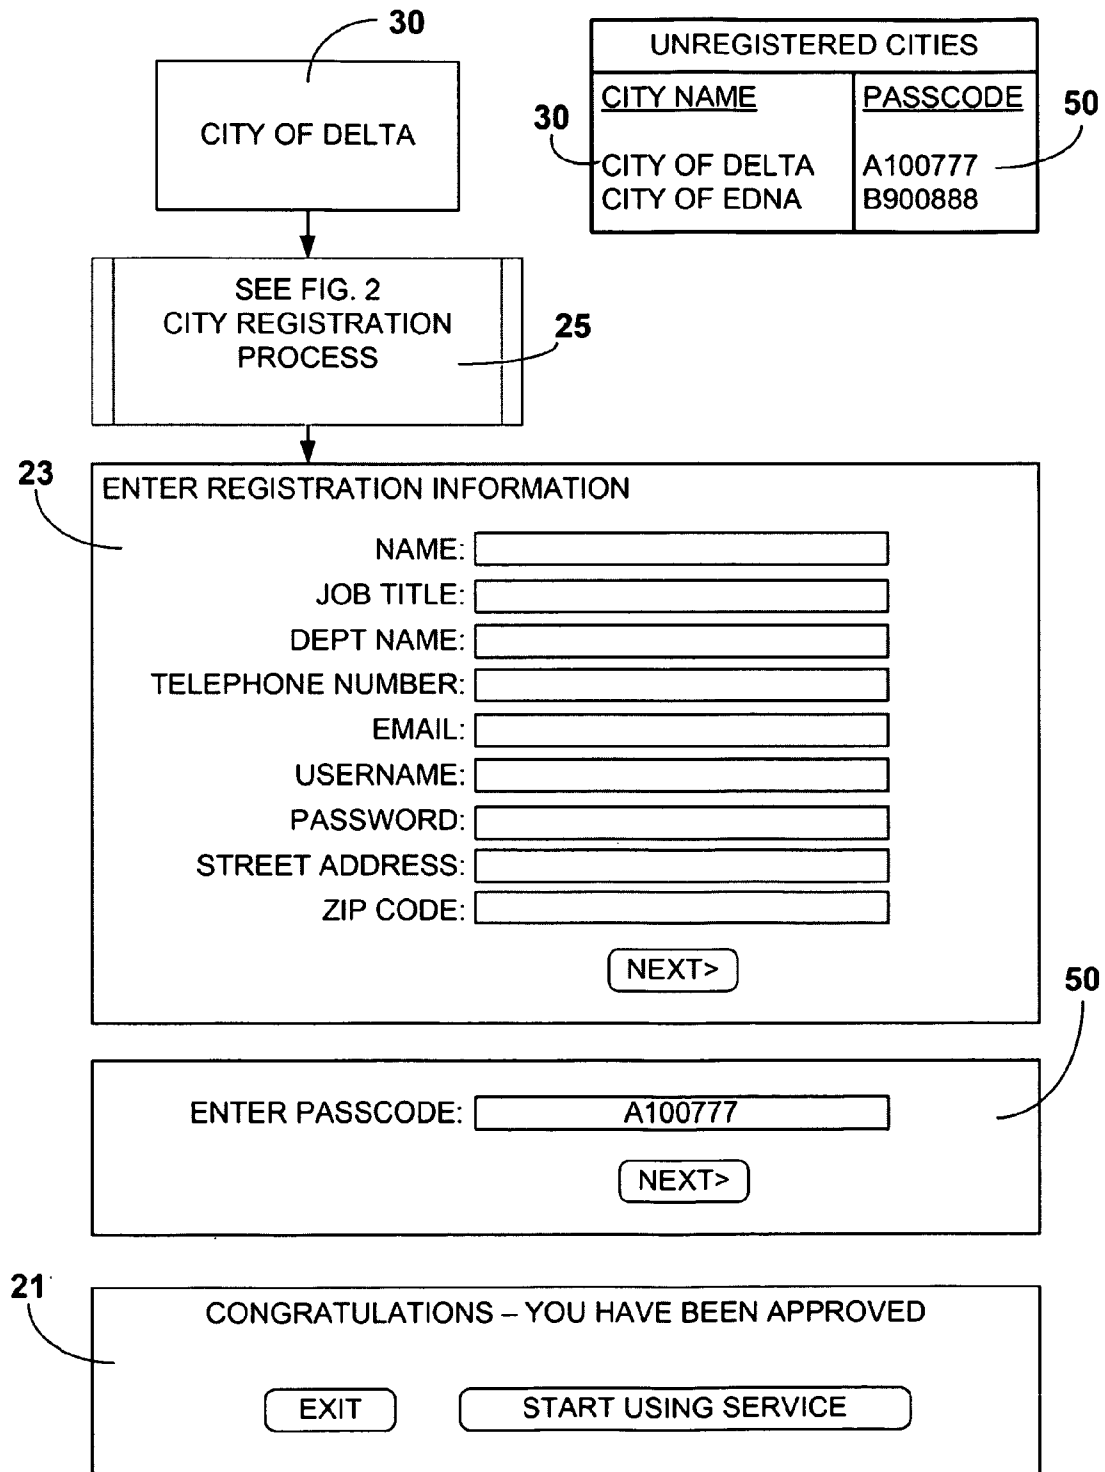 30
CITY OF DELTA
UNREGISTERED CITIES
CITY NAME PASSCODE
30
50
CITY OF DELTA A100777
CITY OF EDNA B900888
SEE FIG. 2
CITY REGISTRATION
PROCESS
25
23
ENTER REGISTRATION INFORMATION
NAME:
JOB TITLE:
DEPT NAME:
TELEPHONE NUMBER:
EMAIL:
USERNAME:
PASSWORD:
STREET ADDRESS:
ZIP CODE:
NEXT>
50
ENTER PASSCODE: A100777
NEXT>
21
CONGRATULATIONS – YOU HAVE BEEN APPROVED
EXIT START USING SERVICE